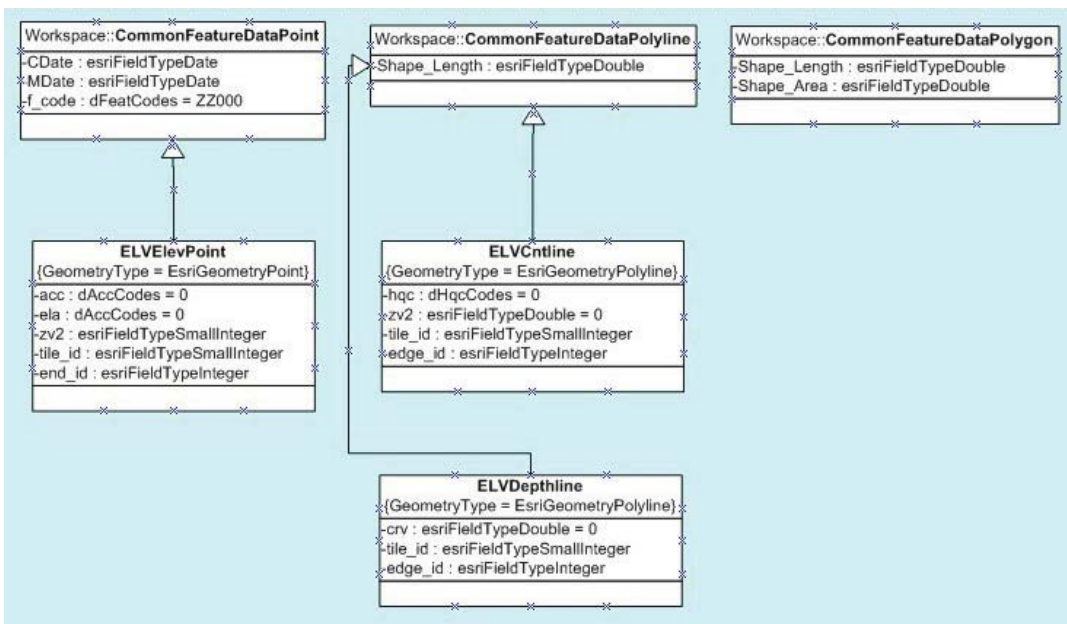 Workspace::CommonFeatureDataPoint
-CDate : esriFieldTypeDate
-MDate : esriFieldTypeDate
-f_code : dFeatCodes = ZZ000
Workspace::CommonFeatureDataPolyline
-Shape_Length : esriFieldTypeDouble
Workspace::CommonFeatureDataPolygon
-Shape_Length : esriFieldTypeDouble
-Shape_Area : esriFieldTypeDouble
ELVElevPoint
{GeometryType = EsriGeometryPoint}
-acc : dAccCodes = 0
-ela : dAccCodes = 0
-zv2 : esriFieldTypeSmallInteger
-tile_id : esriFieldTypeSmallInteger
-end_id : esriFieldTypeInteger
ELVCntline
{GeometryType = EsriGeometryPolyline}
-hqc : dHqcCodes = 0
-zv2 : esriFieldTypeDouble = 0
-tile_id : esriFieldTypeSmallInteger
-edge_id : esriFieldTypeInteger
ELVDepthline
{GeometryType = EsriGeometryPolyline}
-crv : esriFieldTypeDouble = 0
-tile_id : esriFieldTypeSmallInteger
-edge_id : esriFieldTypeInteger